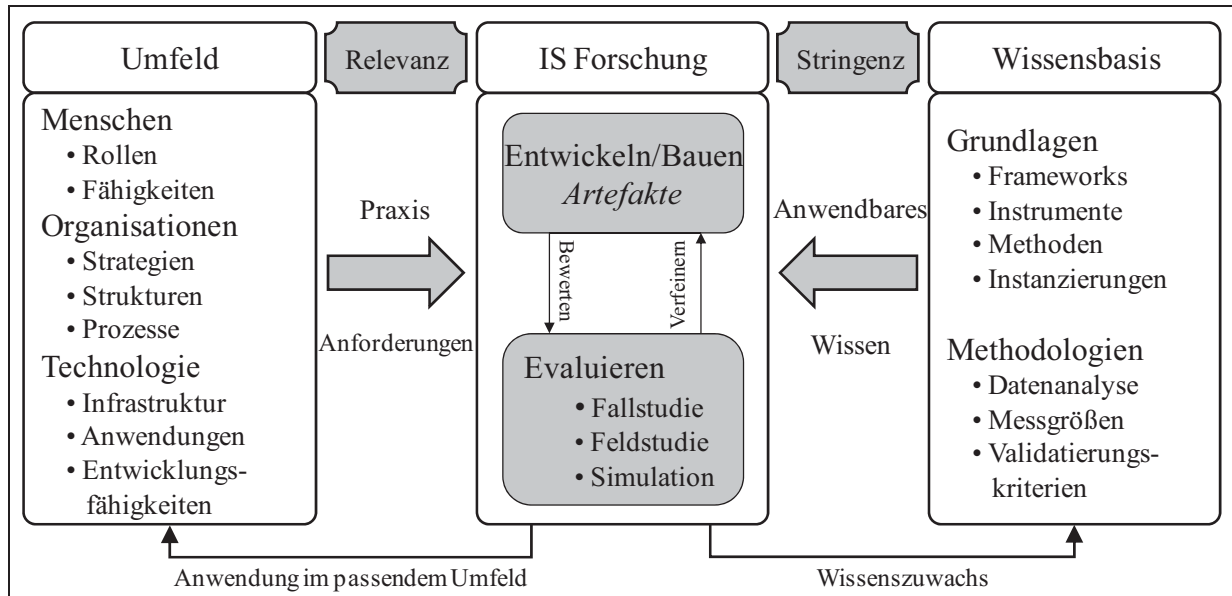 Umfeld
Relevanz
IS Forschung
Stringenz
Wissensbasis
Menschen
• Rollen
• Fähigkeiten
Organisationen
• Strategien
• Strukturen
• Prozesse
Technologie
• Infrastruktur
• Anwendungen
• Entwicklungs-
fähigkeiten
Praxis
Anforderungen
Entwickeln/Bauen
Artefakte
Bewerten
Verfeinern
Evaluieren
• Fallstudie
• Feldstudie
• Simulation
Anwendbares
Wissen
Grundlagen
• Frameworks
• Instrumente
• Methoden
• Instanzierungen
Methodologien
• Datenanalyse
• Messgrößen
• Validatierungs-
kriterien
Anwendung im passendem Umfeld
Wissenszuwachs